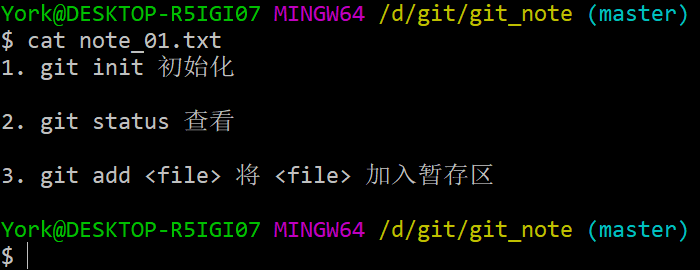 York@DESKTOP-R5IGI07 MINGW64 /d/git/git_note (master)
$ cat note_01.txt
1. git init 初始化
2. git status 查看
3. git add <file> 将 <file> 加入暂存区
York@DESKTOP-R5IGI07 MINGW64 /d/git/git_note (master)
$